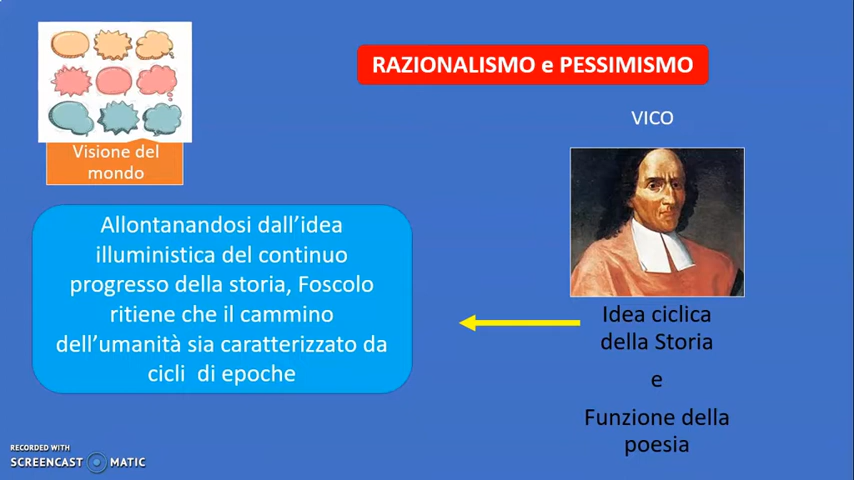 RAZIONALISMO e PESSIMISMO
VICO
Visione del
mondo
Allontanandosi dall'idea
illuministica del continuo
progresso della storia, Foscolo
ritiene che il cammino
dell'umanità sia caratterizzato da
cicli di epoche
Idea ciclica
della Storia
e
Funzione della
poesia
RECORDED WITH
SCREENCAST MATIC